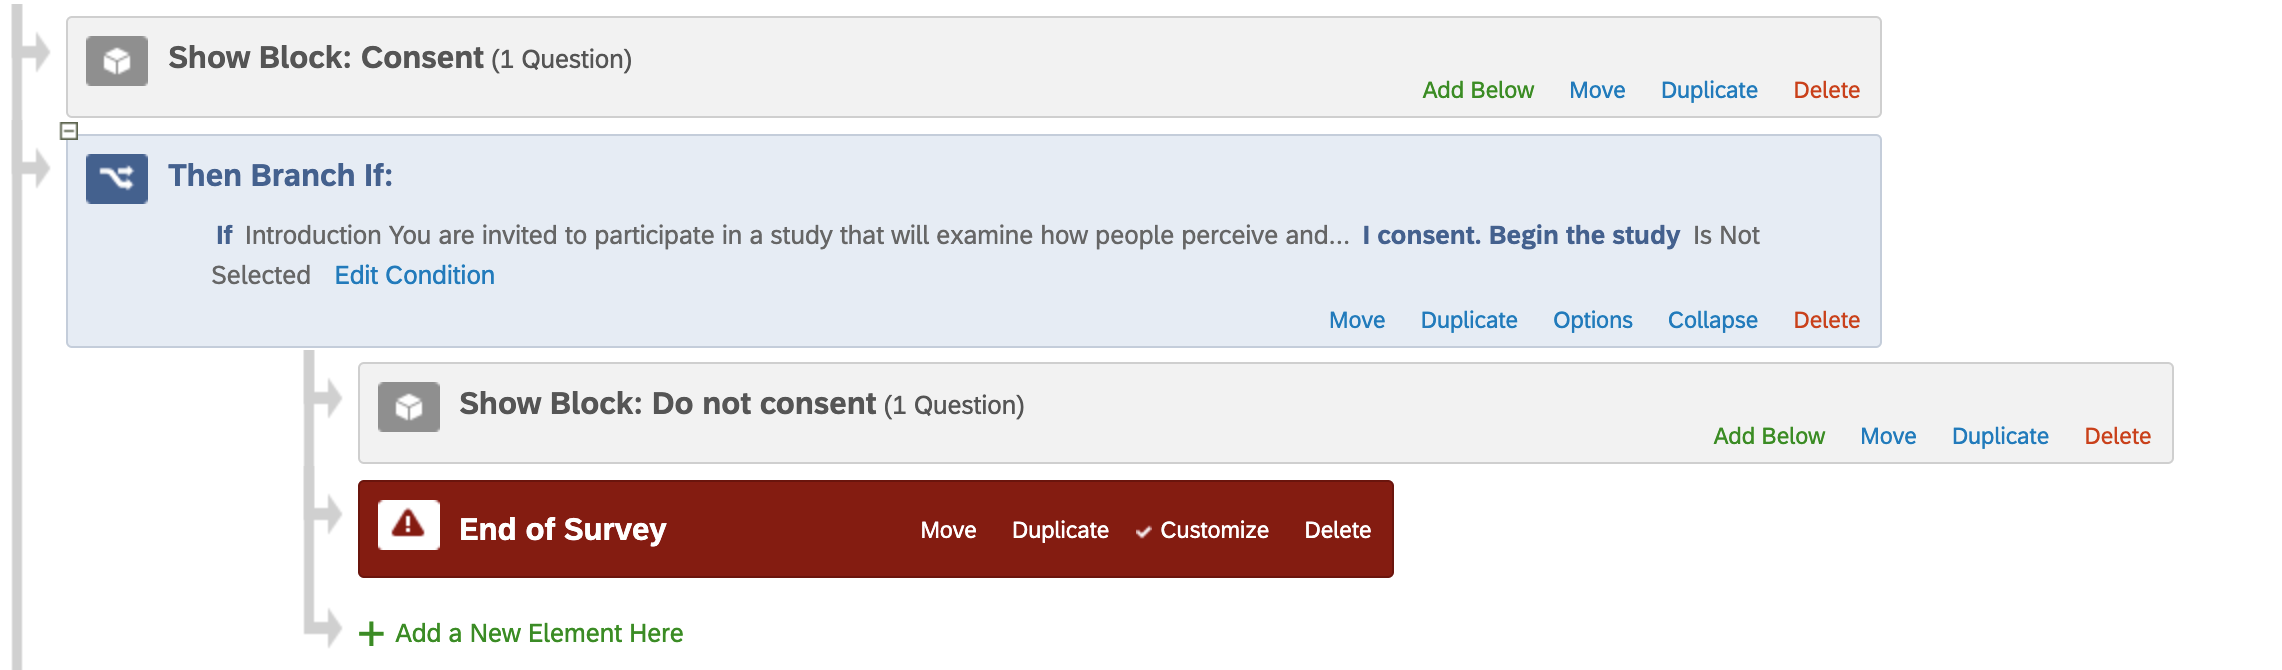 Show Block: Consent (1 Question)
Add Below Move Duplicate Delete
Then Branch If:
If Introduction You are invited to participate in a study that will examine how people perceive and... I consent. Begin the study Is Not
Selected Edit Condition
Move Duplicate Options Collapse Delete
Show Block: Do not consent (1 Question)
Add Below Move Duplicate Delete
End of Survey Move Duplicate Customize Delete
Add a New Element Here